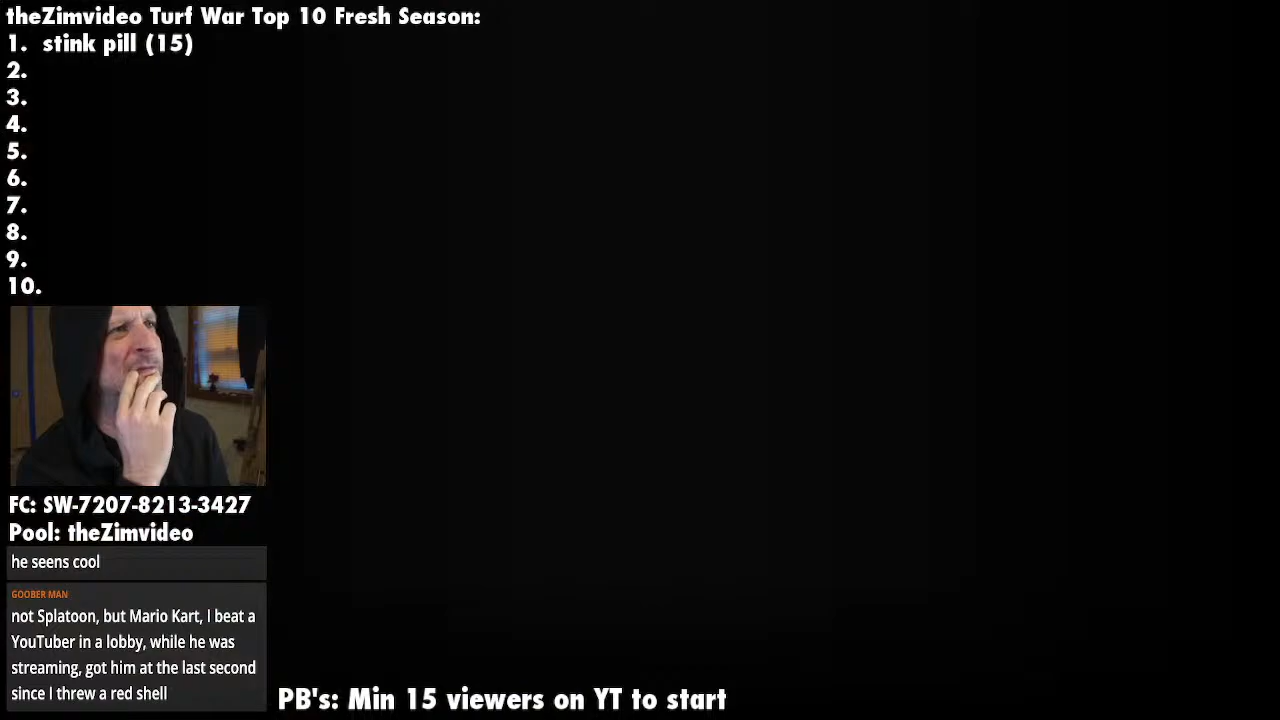 theZimvideo Turf War Top 10 Fresh Season:
1. stink pill (15)
2.
3.
4.
5.
6.
7.
8.
9.
10.
FC: SW-7207-8213-3427
Pool: theZimvideo
he seens cool
GOOBER MAN
not Splatoon, but Mario Kart, I beat a
YouTuber in a lobby, while he was
streaming, got him at the last second
since I threw a red shell
PB's: Min 15 viewers on YT to start